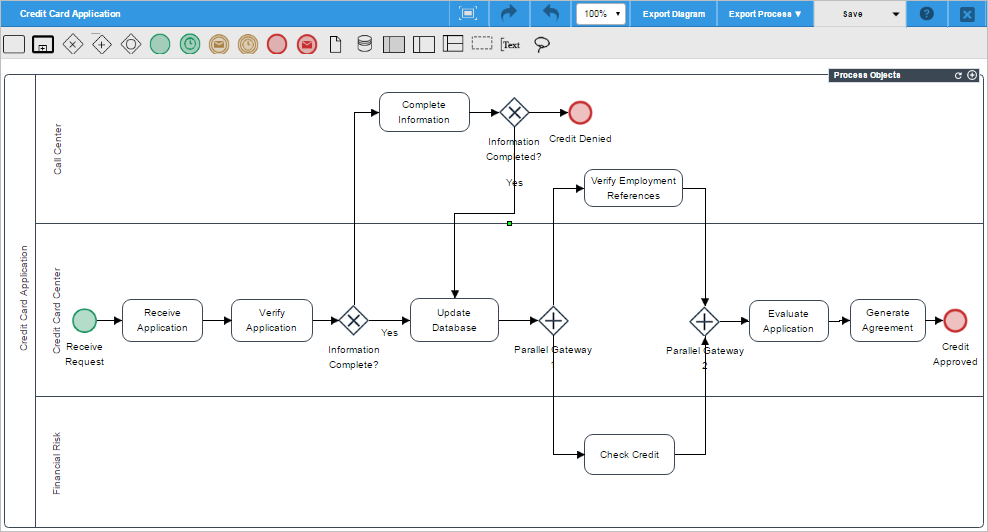 Credit Card Application
100%
Export Diagram
Export Process
Save
?
Text
Process Objects
Credit Card Application
Call Center
Complete
Information
Information
Completed?
Credit Denied
Yes
Verify Employment
References
Credit Card Center
Receive
Request
Receive
Application
Verify
Application
Information
Complete?
Yes
Update
Database
Parallel Gateway
1
Parallel Gateway
2
Evaluate
Application
Generate
Agreement
Credit
Approved
Financial Risk
Check Credit